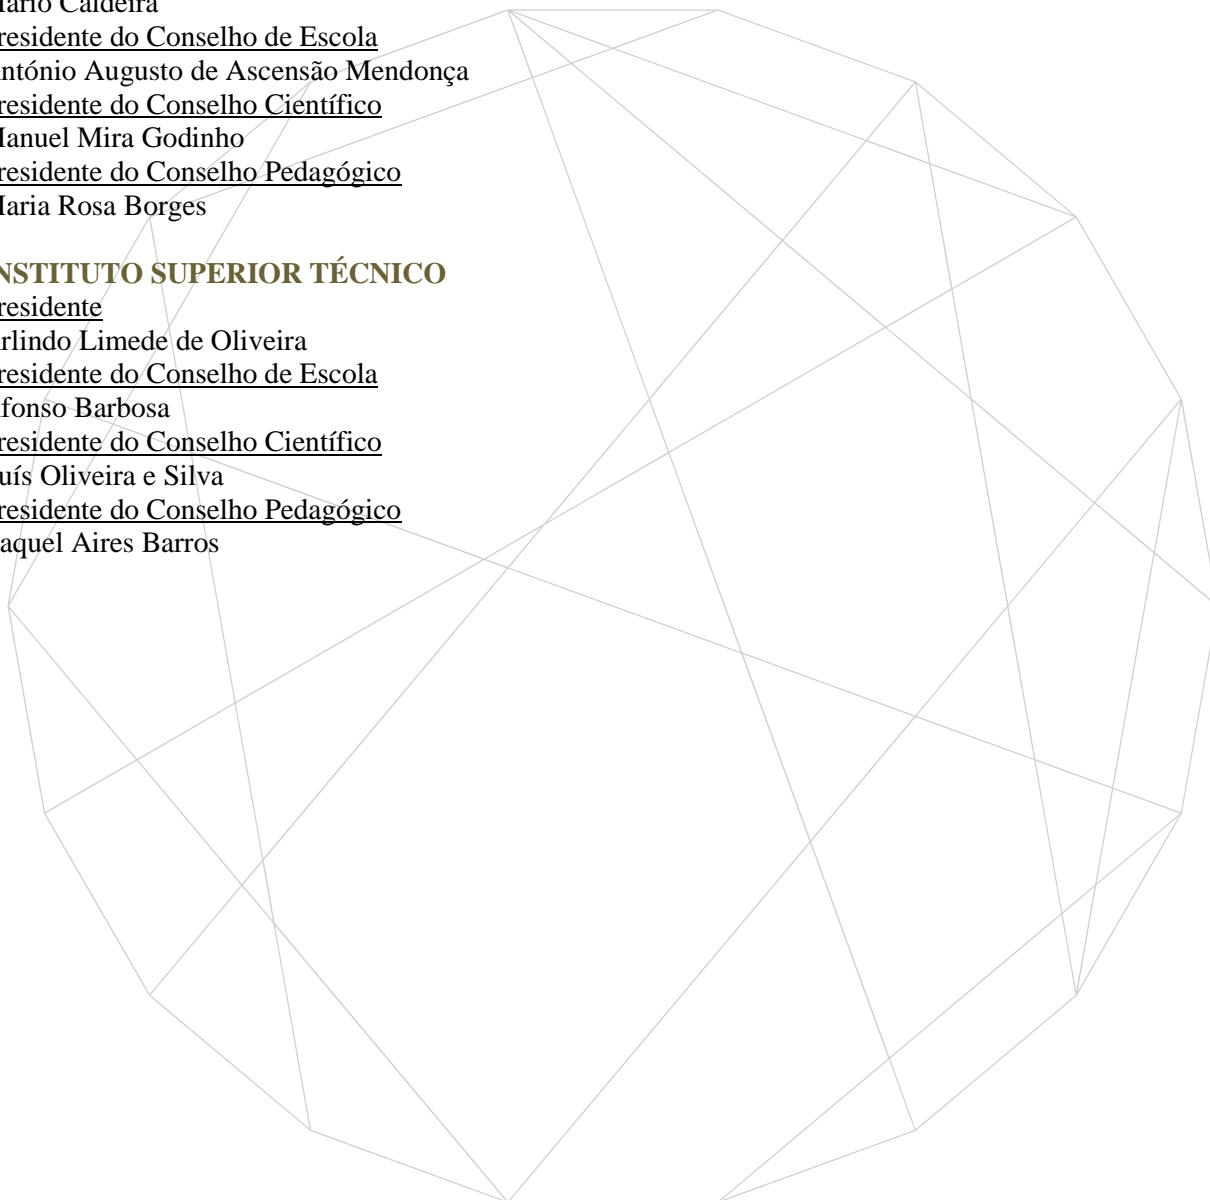 ário Caldeira
residente do Conselho de Escola
ntónio Augusto de Ascensão Mendonça
residente do Conselho Científico
Manuel Mira Godinho
residente do Conselho Pedagógico
Maria Rosa Borges
NSTITUTO SUPERIOR TÉCNICO
residente
rlindo Limede de Oliveira
residente do Conselho de Escola
fonso Barbosa
residente do Conselho Científico
uís Oliveira e Silva
residente do Conselho Pedagógico
aquel Aires Barros